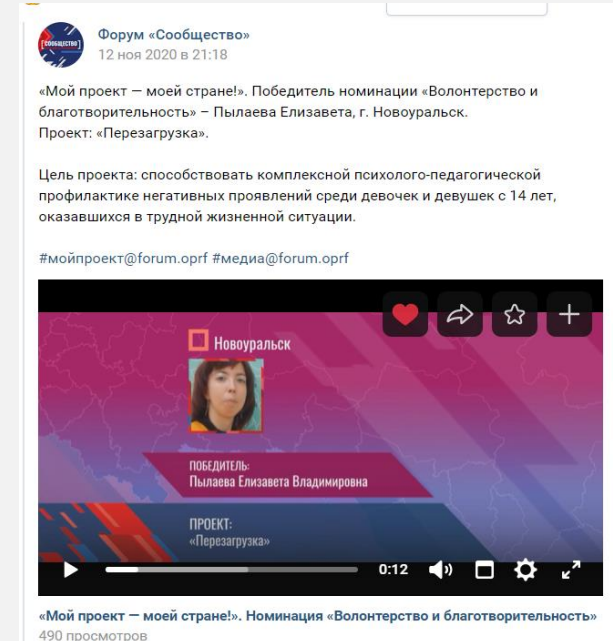 [СООБЩЕСТВО]
Форум «Сообщество»
12 ноя 2020 в 21:18
«Мой проект — моей стране!». Победитель номинации «Волонтерство и
благотворительность» – Пылаева Елизавета, г. Новоуральск.
Проект: «Перезагрузка».
Цель проекта: способствовать комплексной психолого-педагогической
профилактике негативных проявлений среди девочек и девушек с 14 лет,
оказавшихся в трудной жизненной ситуации.
#мойпроект@forum.oprf #медиа@forum.oprf
Новоуральск
ПОБЕДИТЕЛЬ:
Пылаева Елизавета Владимировна
ПРОЕКТ:
«Перезагрузка»
0:12
«Мой проект — моей стране!». Номинация «Волонтерство и благотворительность»
490 просмотров